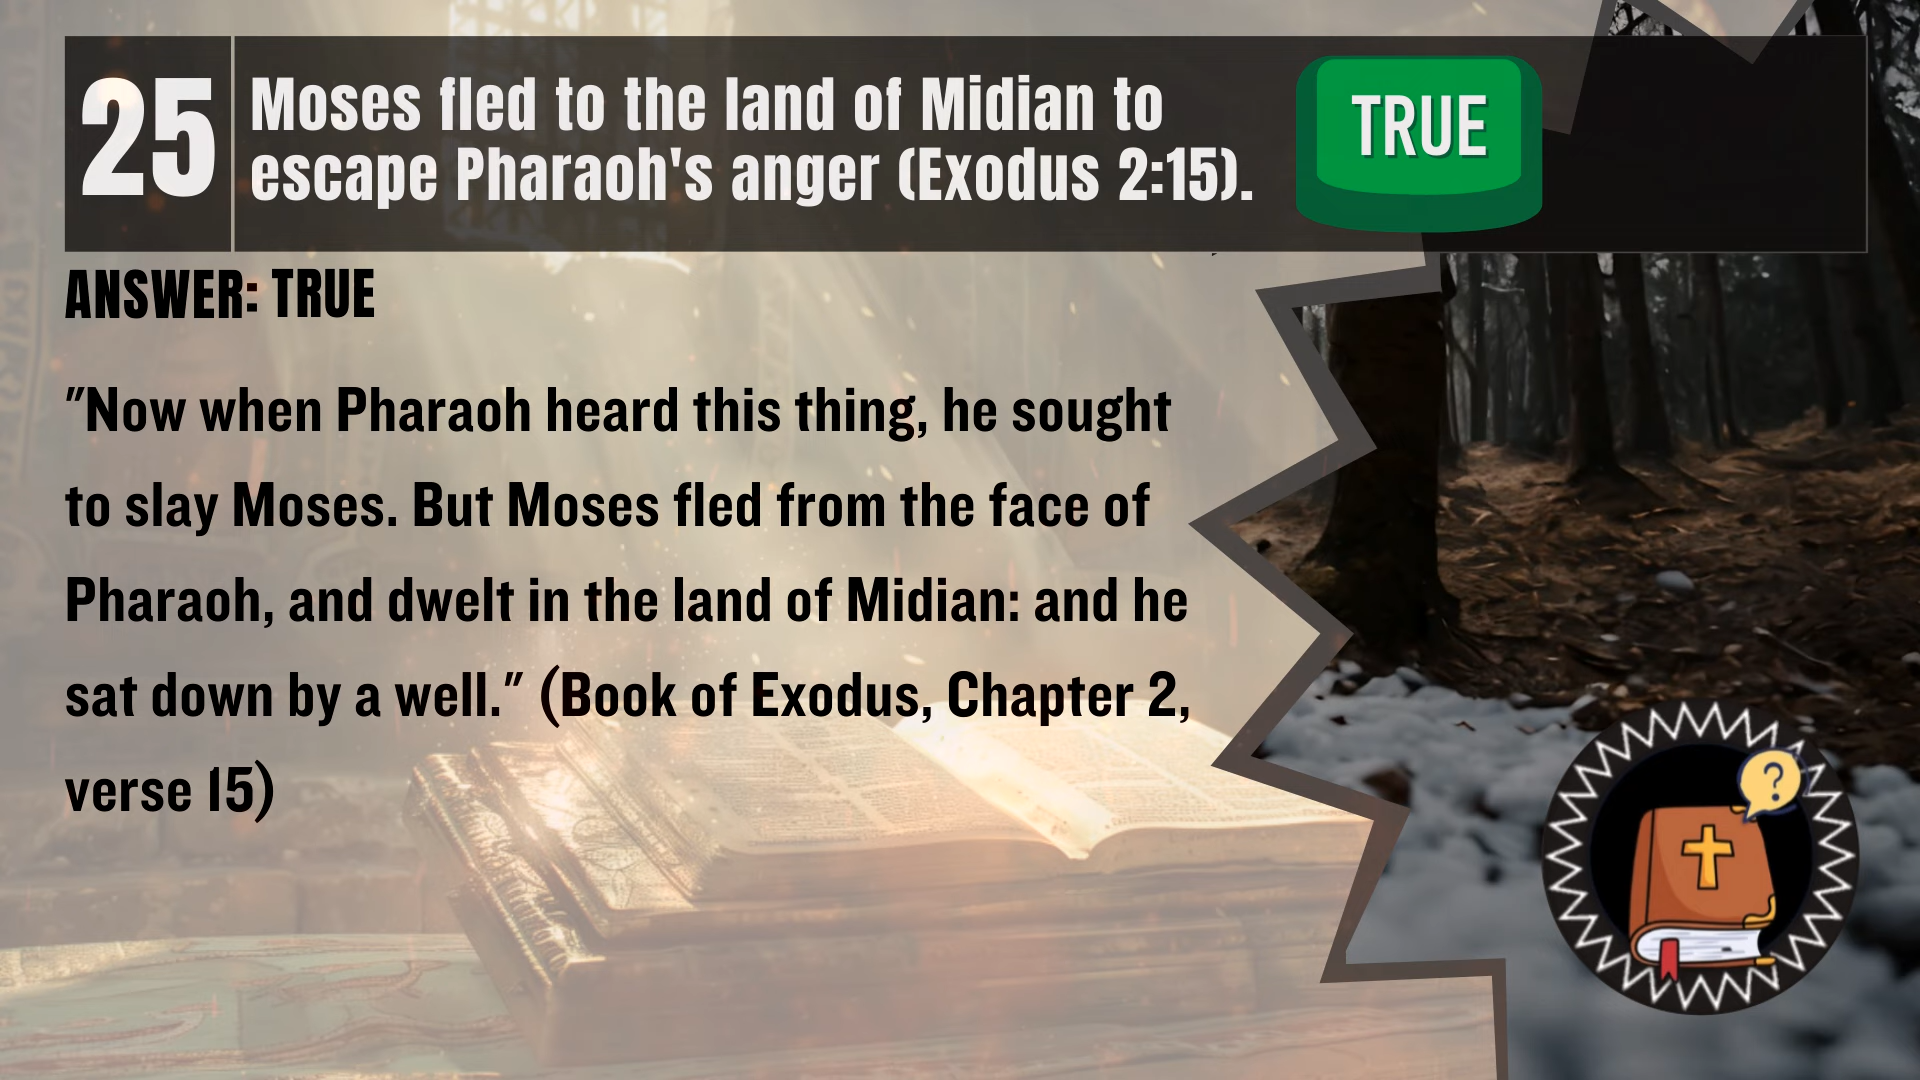 25
Moses fled to the land of Midian to
escape Pharaoh's anger (Exodus 2:15).
TRUE
ANSWER: TRUE
"Now when Pharaoh heard this thing, he sought
to slay Moses. But Moses fled from the face of
Pharaoh, and dwelt in the land of Midian: and he
sat down by a well." (Book of Exodus, Chapter 2,
verse 15)
?